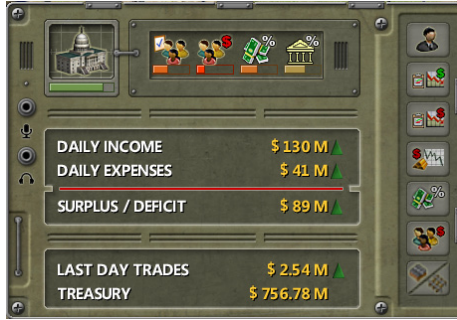 DAILY INCOME $ 130 M
DAILY EXPENSES $ 41 M
SURPLUS / DEFICIT $ 89 M
LAST DAY TRADES $ 2.54 M
TREASURY $ 756.78 M